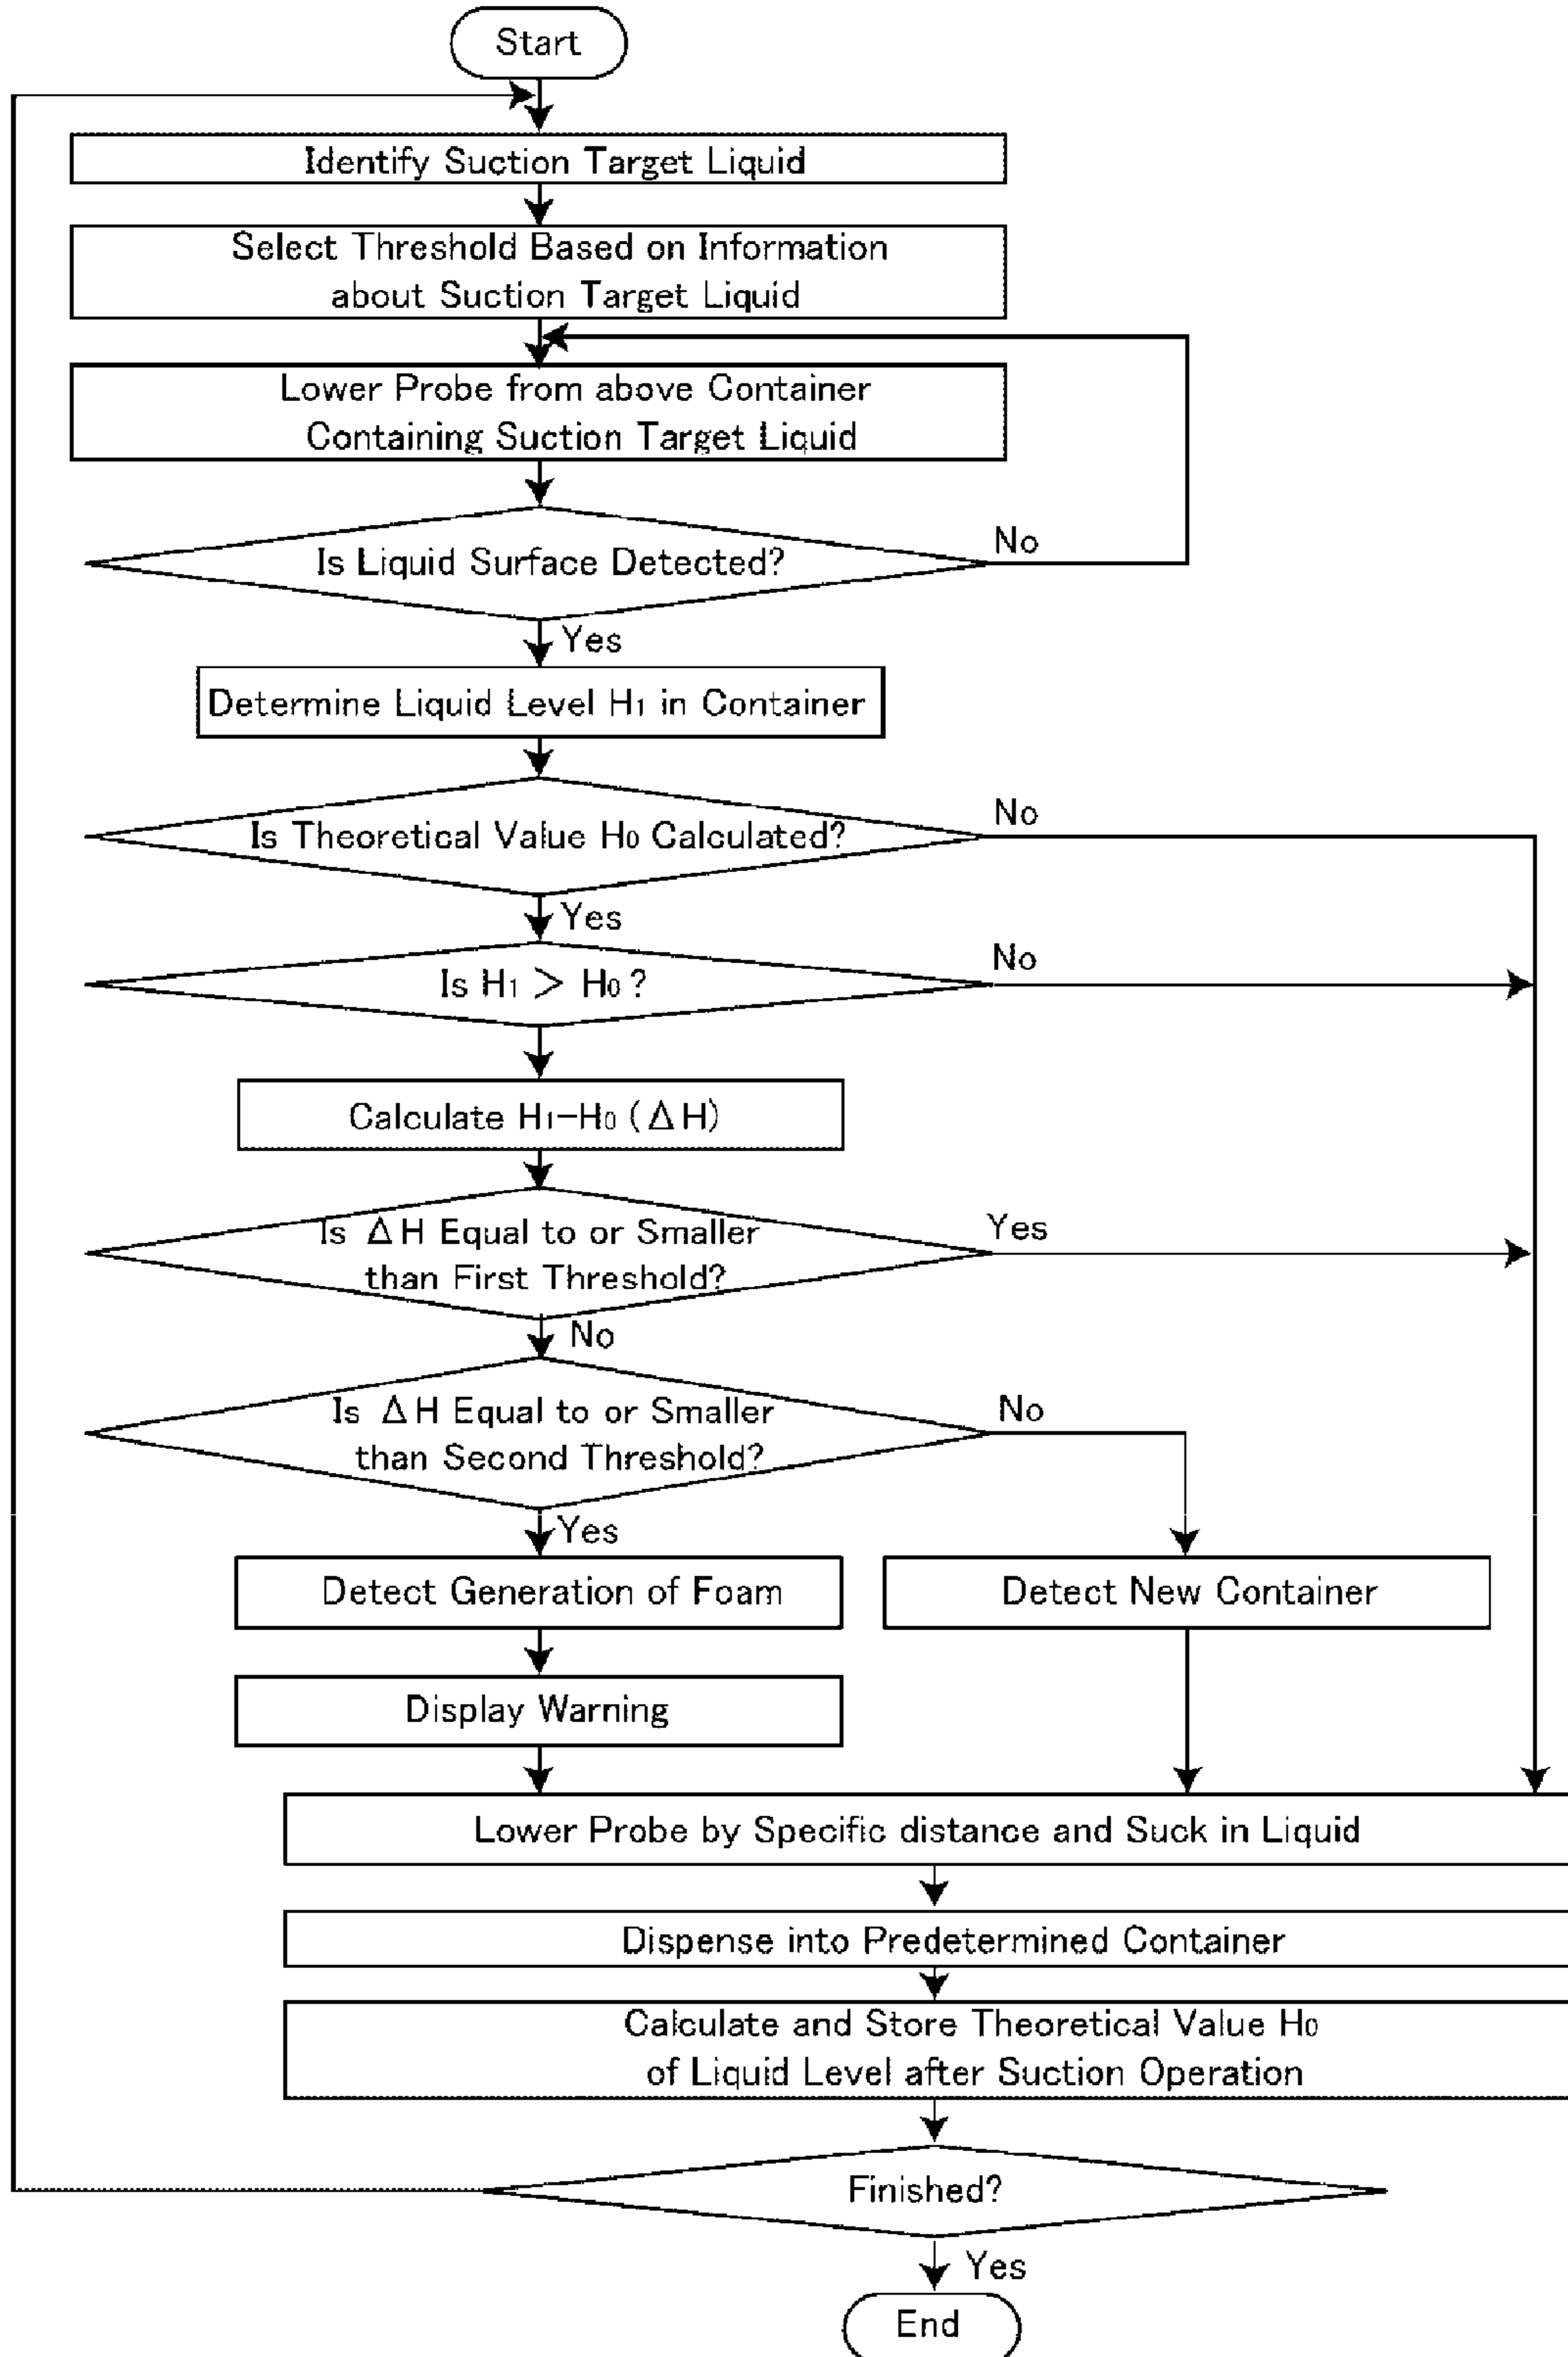 Start
Identify Suction Target Liquid
Select Threshold Based on Information
about Suction Target Liquid
Lower Probe from above Container
Containing Suction Target Liquid
Is Liquid Surface Detected?
No
Yes
Determine Liquid Level H₁ in Container
Is Theoretical Value H₀ Calculated?
No
Yes
Is H₁ > H₀ ?
No
Calculate H₁-H₀ (ΔH)
Is ΔH Equal to or Smaller
than First Threshold?
Yes
No
Is ΔH Equal to or Smaller
than Second Threshold?
No
Yes
Detect Generation of Foam
Detect New Container
Display Warning
Lower Probe by Specific distance and Suck in Liquid
Dispense into Predetermined Container
Calculate and Store Theoretical Value H₀
of Liquid Level after Suction Operation
Finished?
Yes
End